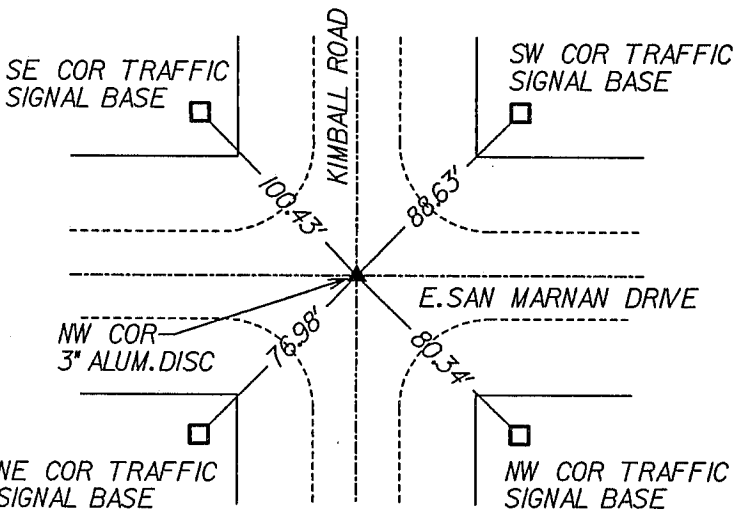 SE COR TRAFFIC
SIGNAL BASE
KIMBALL ROAD
SW COR TRAFFIC
SIGNAL BASE
100.43'
88.63'
E.SAN MARNAN DRIVE
NW COR
3" ALUM.DISC
76.98'
80.34'
NE COR TRAFFIC
SIGNAL BASE
NW COR TRAFFIC
SIGNAL BASE